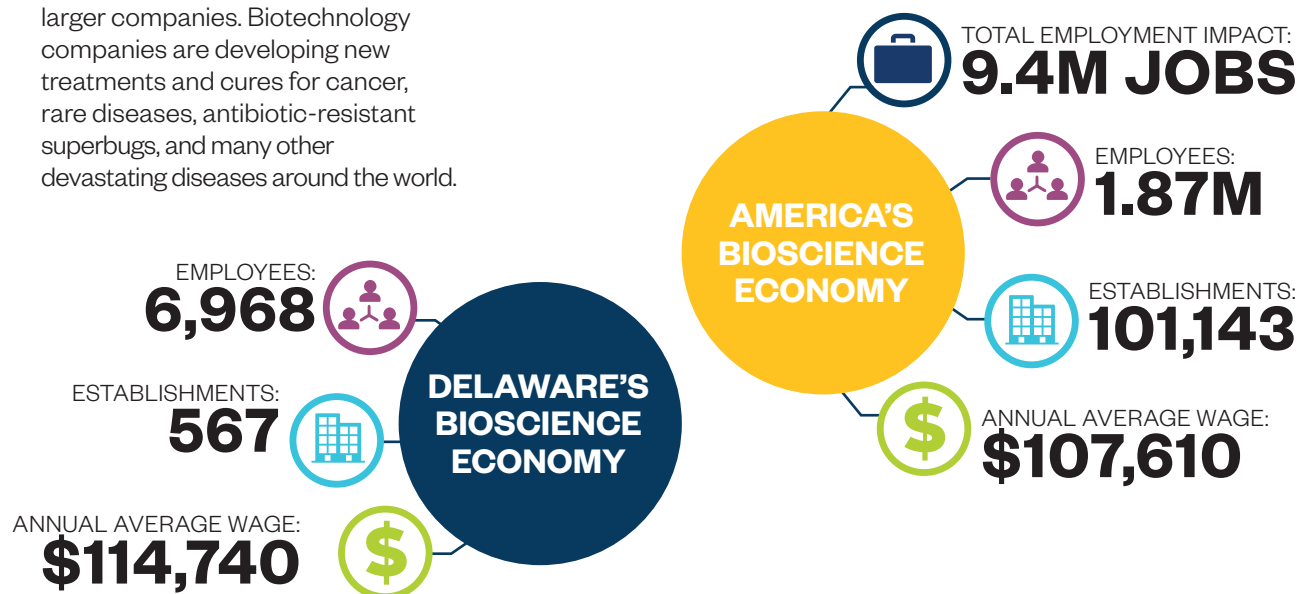 larger companies. Biotechnology
companies are developing new
treatments and cures for cancer,
rare diseases, antibiotic-resistant
superbugs, and many other
devastating diseases around the world.
EMPLOYEES:
6,968
ESTABLISHMENTS:
567
ANNUAL AVERAGE WAGE:
$114,740
$
DELAWARE'S
BIOSCIENCE
ECONOMY
AMERICA'S
BIOSCIENCE
ECONOMY
TOTAL EMPLOYMENT IMPACT:
9.4M JOBS
EMPLOYEES:
1.87M
ESTABLISHMENTS:
101,143
$
ANNUAL AVERAGE WAGE:
$107,610